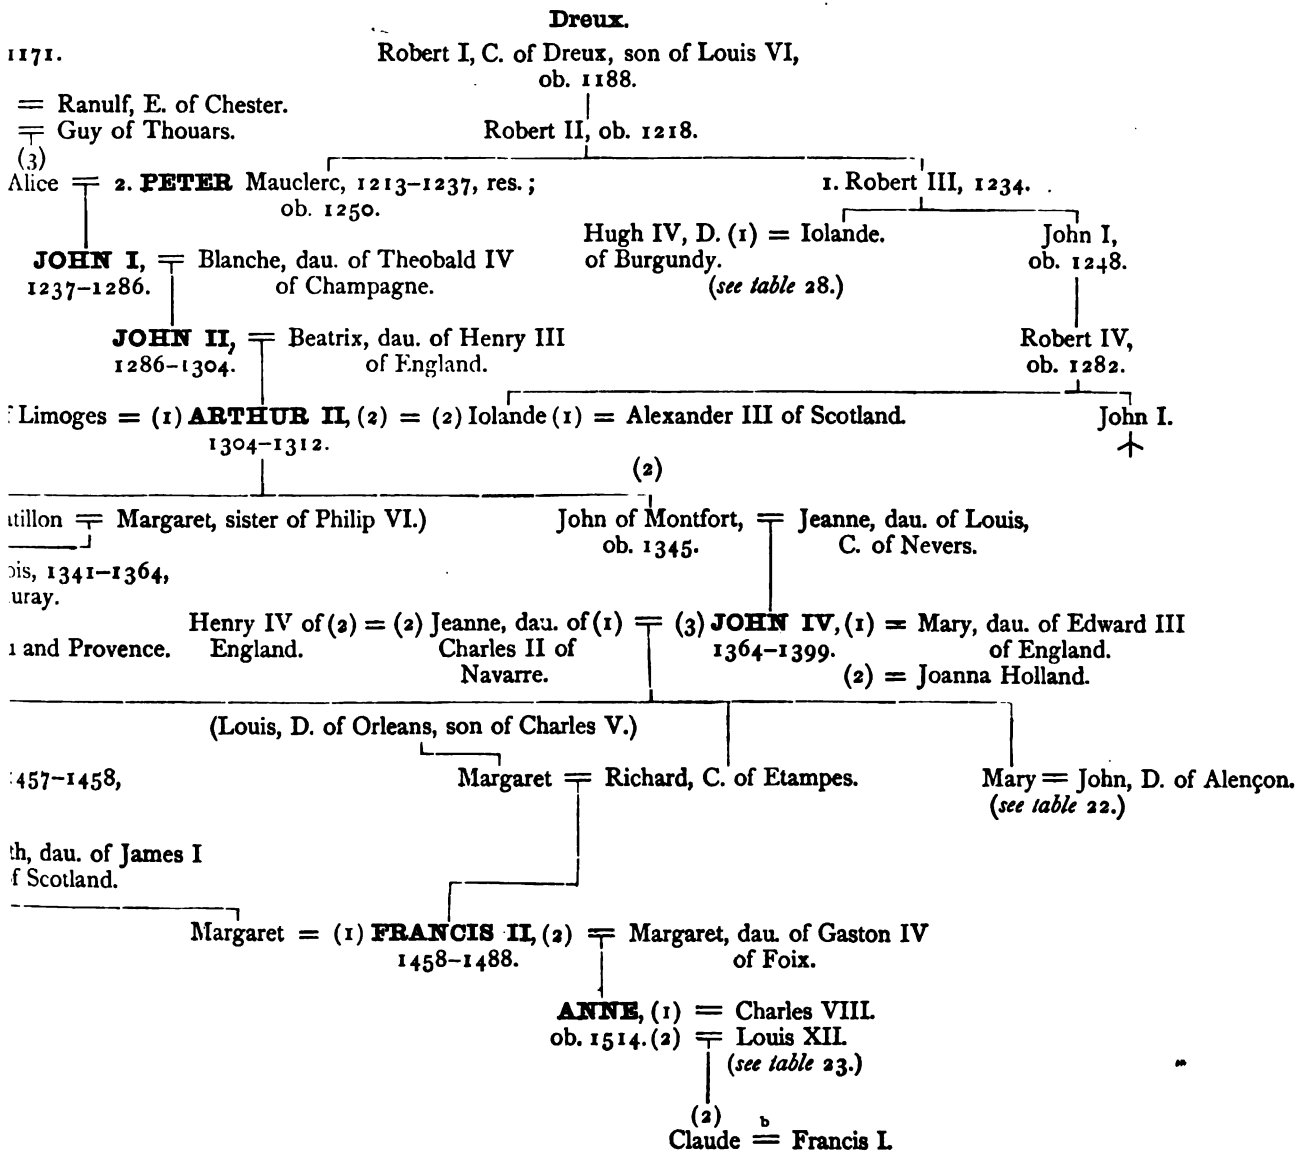 Dreux.
1171.
Robert I, C. of Dreux, son of Louis VI,
ob. 1188.
= Ranulf, E. of Chester.
= Guy of Thouars.
Robert II, ob. 1218.
(3)
Alice = 2. PETER Mauclerc, 1213–1237, res.;
1. Robert III, 1234.
ob. 1250.
Hugh IV, D. (1) = Iolande.
John I,
JOHN I, = Blanche, dau. of Theobald IV
of Burgundy.
ob. 1248.
1237–1286.
of Champagne.
(see table 28.)
JOHN II, = Beatrix, dau. of Henry III
Robert IV,
1286–1304.
of England.
ob. 1282.
f Limoges = (1) ARTHUR II, (2) = (2) Iolande (1) = Alexander III of Scotland.
John I.
1304–1312.
(2)
tillon = Margaret, sister of Philip VI.)
John of Montfort, = Jeanne, dau. of Louis,
ob. 1345.
C. of Nevers.
ois, 1341–1364,
uray.
Henry IV of (2) = (2) Jeanne, dau. of (1) = (3) JOHN IV, (1) = Mary, dau. of Edward III
and Provence.
England.
Charles II of
1364–1399.
of England.
Navarre.
(2) = Joanna Holland.
(Louis, D. of Orleans, son of Charles V.)
457–1458,
Margaret = Richard, C. of Etampes.
Mary = John, D. of Alençon.
(see table 22.)
th, dau. of James I
f Scotland.
Margaret = (1) FRANCIS II, (2) = Margaret, dau. of Gaston IV
1458–1488.
of Foix.
ANNE, (1) = Charles VIII.
ob. 1514. (2) = Louis XII.
(see table 23.)
(2)
b
Claude = Francis I.